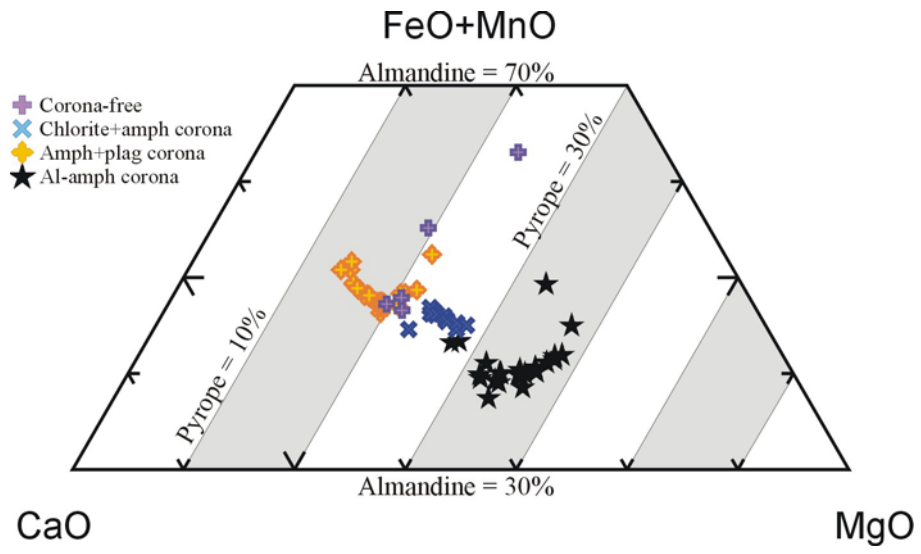 FeO+MnO
Almandine = 70%
Corona-free
Chlorite+amph corona
Amph+plag corona
Al-amph corona
Pyrope = 30%
Pyrope = 10%
Almandine = 30%
CaO
MgO